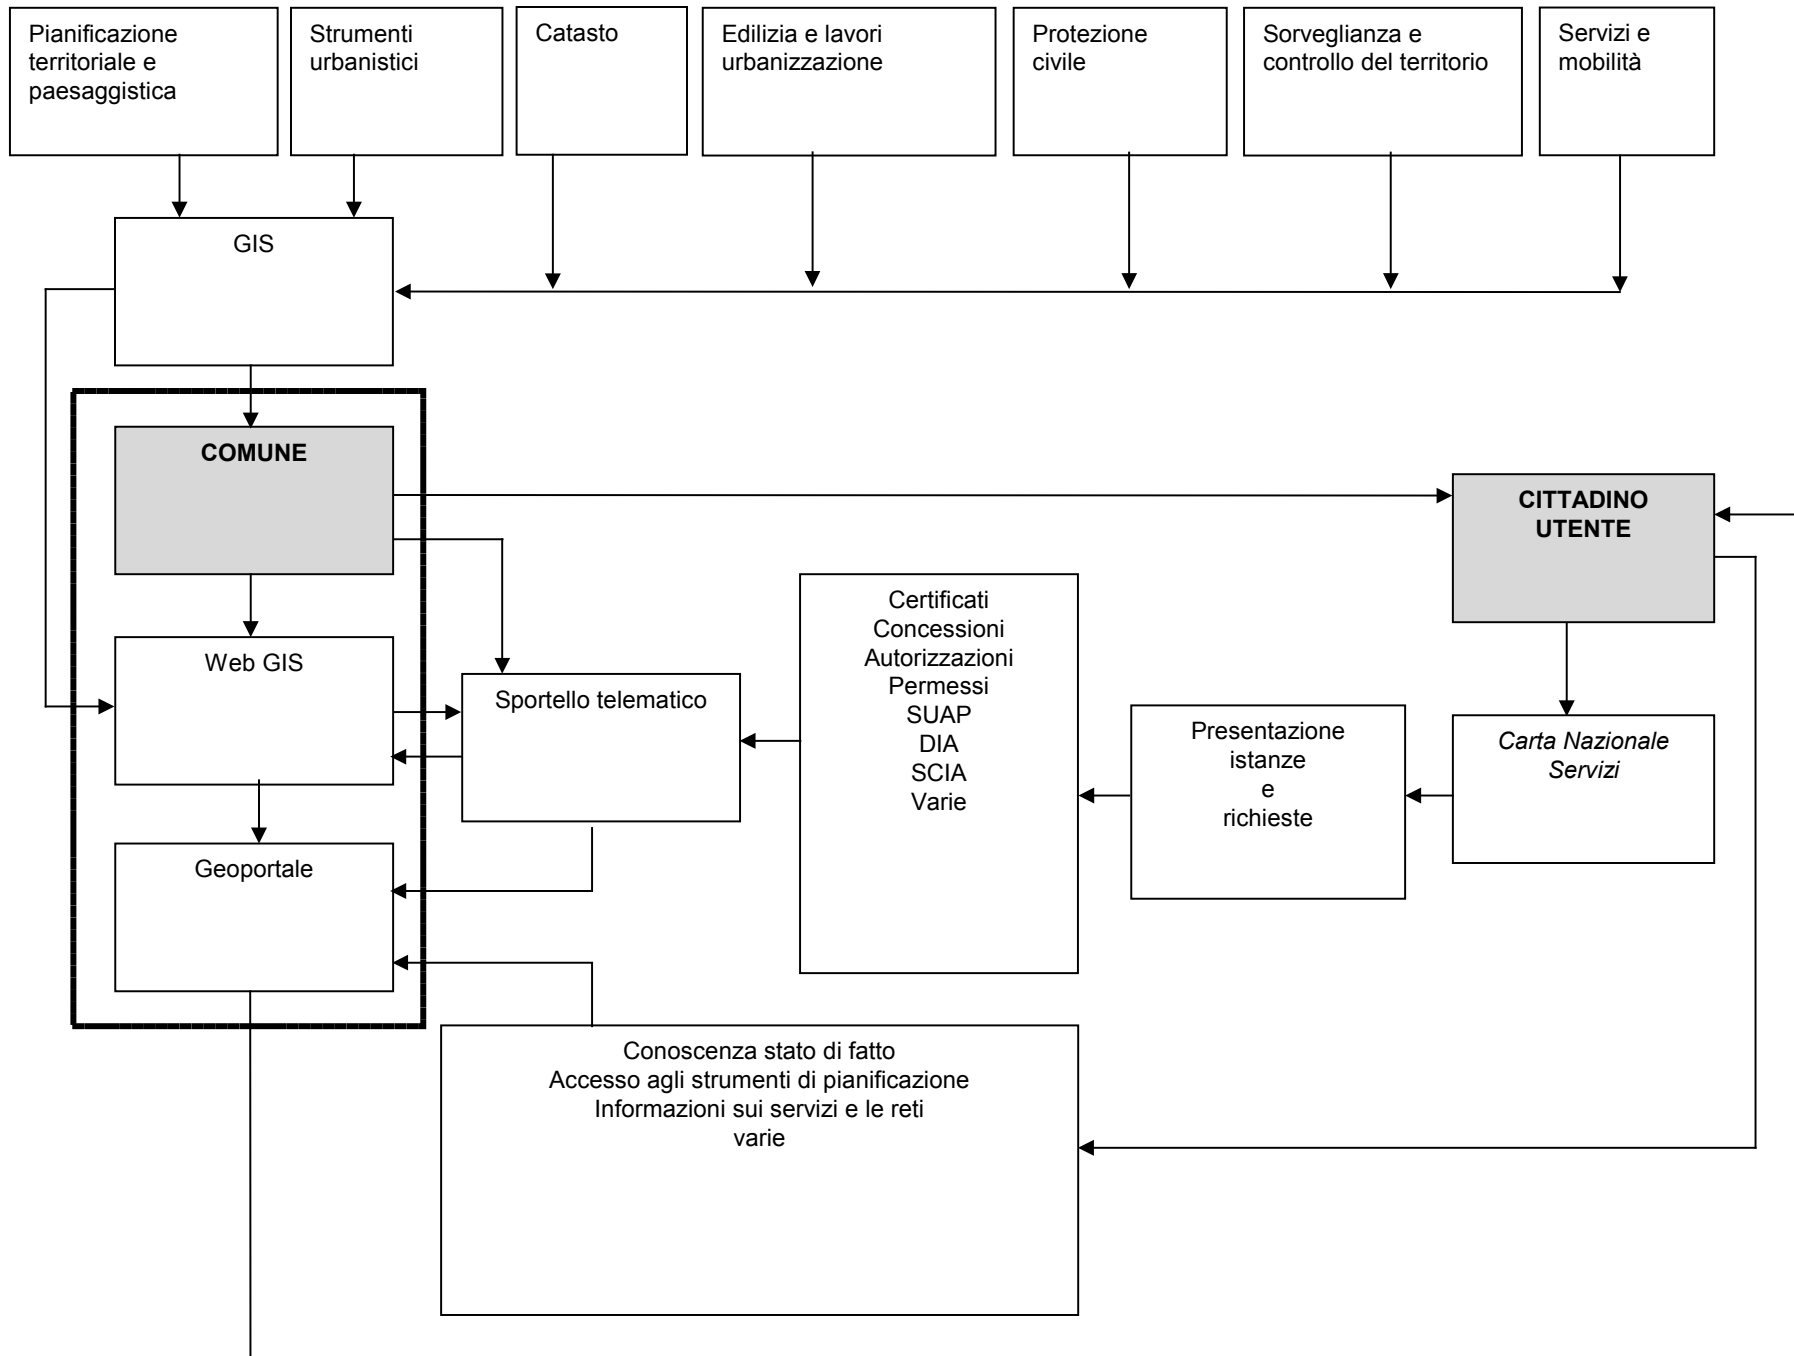 Pianificazione
territoriale e
paesaggistica
Strumenti
urbanistici
Catasto
Edilizia e lavori
urbanizzazione
Protezione
civile
Sorveglianza e
controllo del territorio
Servizi e
mobilità
GIS
COMUNE
CITTADINO
UTENTE
Web GIS
Sportello telematico
Certificati
Concessioni
Autorizzazioni
Permessi
SUAP
DIA
SCIA
Varie
Presentazione
istanze
e
richieste
Carta Nazionale
Servizi
Geoportale
Conoscenza stato di fatto
Accesso agli strumenti di pianificazione
Informazioni sui servizi e le reti
varie